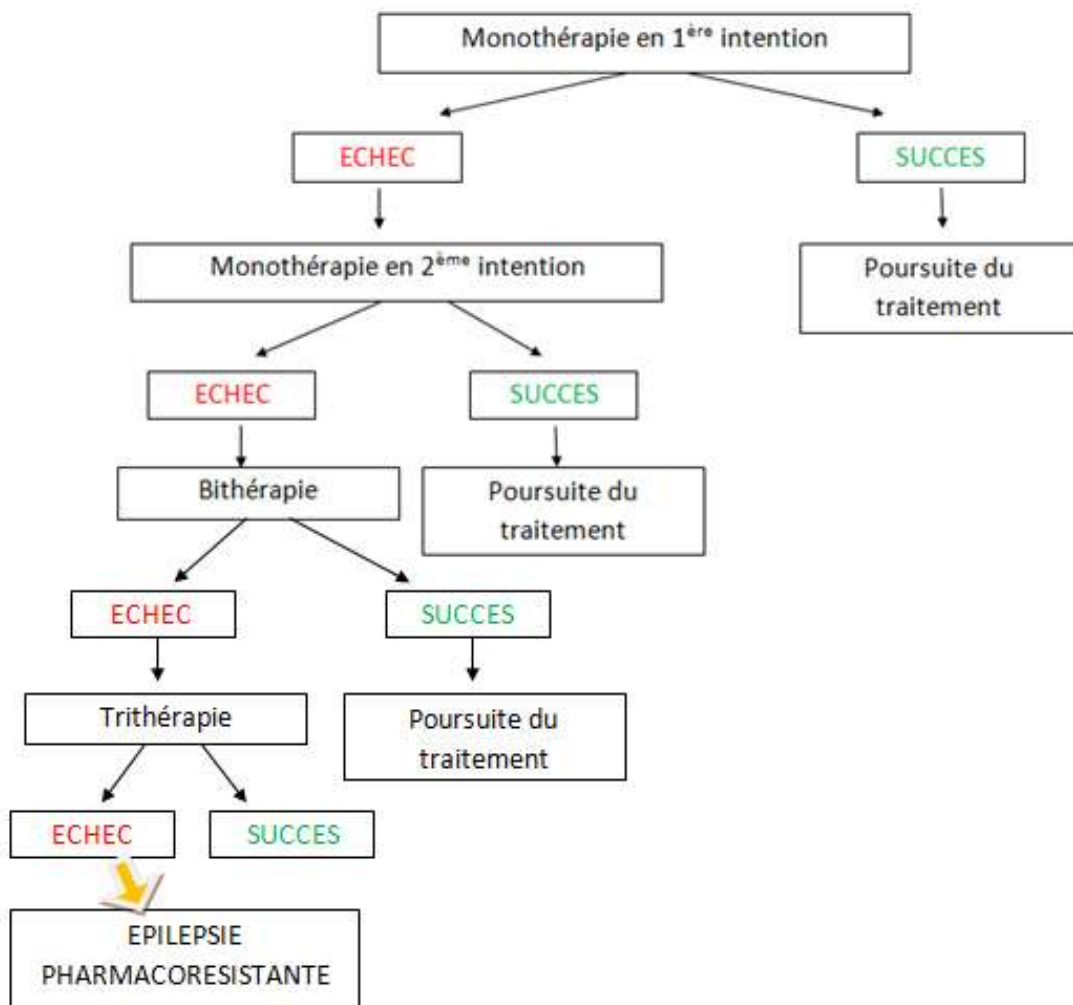 Monothérapie en 1ère intention
ECHEC
SUCCES
Monothérapie en 2ème intention
Poursuite du
traitement
ECHEC
SUCCES
Bithérapie
Poursuite du
traitement
ECHEC
SUCCES
Trithérapie
Poursuite du
traitement
ECHEC
SUCCES
EPILEPSIE
PHARMACORESISTANTE